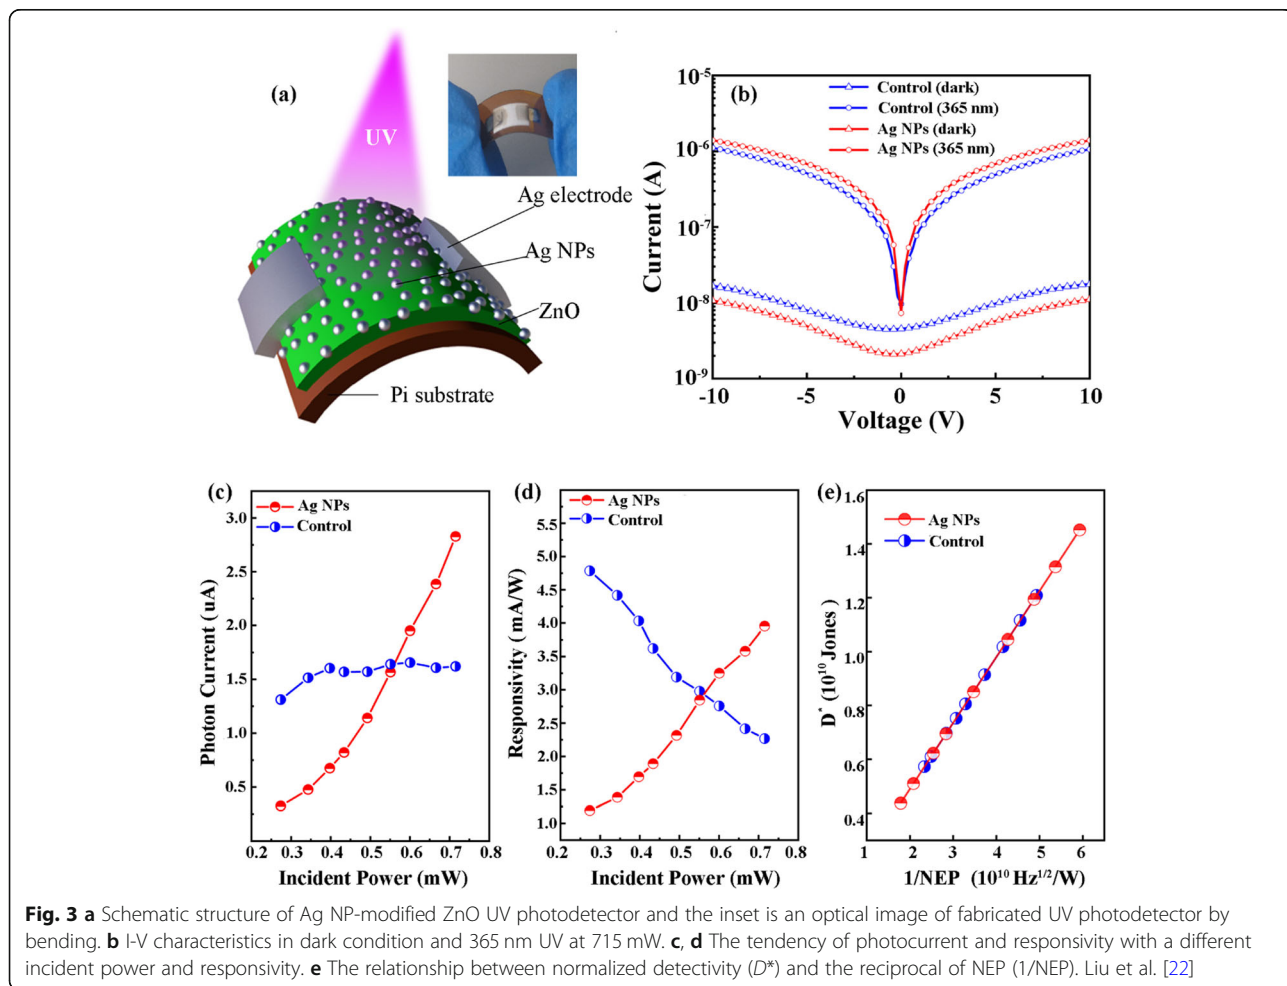 (a)
UV
Ag electrode
Ag NPs
ZnO
Pi substrate
(b)
Control (dark)
Control (365 nm)
Ag NPs (dark)
Ag NPs (365 nm)
Current (A)
10⁻⁵
10⁻⁶
10⁻⁷
10⁻⁸
10⁻⁹
-10 -5 0 5 10
Voltage (V)
(c)
Ag NPs
Control
Photon Current (uA)
3.0
2.5
2.0
1.5
1.0
0.5
0.2 0.3 0.4 0.5 0.6 0.7 0.8
Incident Power (mW)
(d)
Ag NPs
Control
Responsivity ( mA/W)
5.5
5.0
4.5
4.0
3.5
3.0
2.5
2.0
1.5
1.0
0.2 0.3 0.4 0.5 0.6 0.7 0.8
Incident Power (mW)
(e)
Ag NPs
Control
D* (10¹⁰ Jones )
1.6
1.4
1.2
1.0
0.8
0.6
0.4
1 2 3 4 5 6
1/NEP (10¹⁰ Hz¹/²/W)
Fig. 3 a Schematic structure of Ag NP-modified ZnO UV photodetector and the inset is an optical image of fabricated UV photodetector by
bending. b I-V characteristics in dark condition and 365 nm UV at 715 mW. c, d The tendency of photocurrent and responsivity with a different
incident power and responsivity. e The relationship between normalized detectivity (D*) and the reciprocal of NEP (1/NEP). Liu et al. [22]